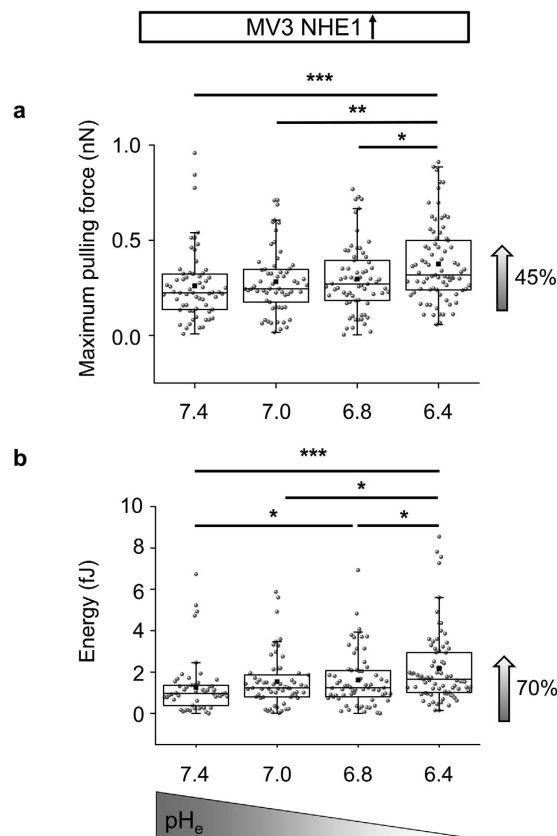 MV3 NHE1↑
***
**
*
a
Maximum pulling force (nN)
1.0
0.5
0.0
45%
7.4 7.0 6.8 6.4
b
***
*
* *
Energy (fJ)
10
8
6
4
2
0
70%
7.4 7.0 6.8 6.4
pHe